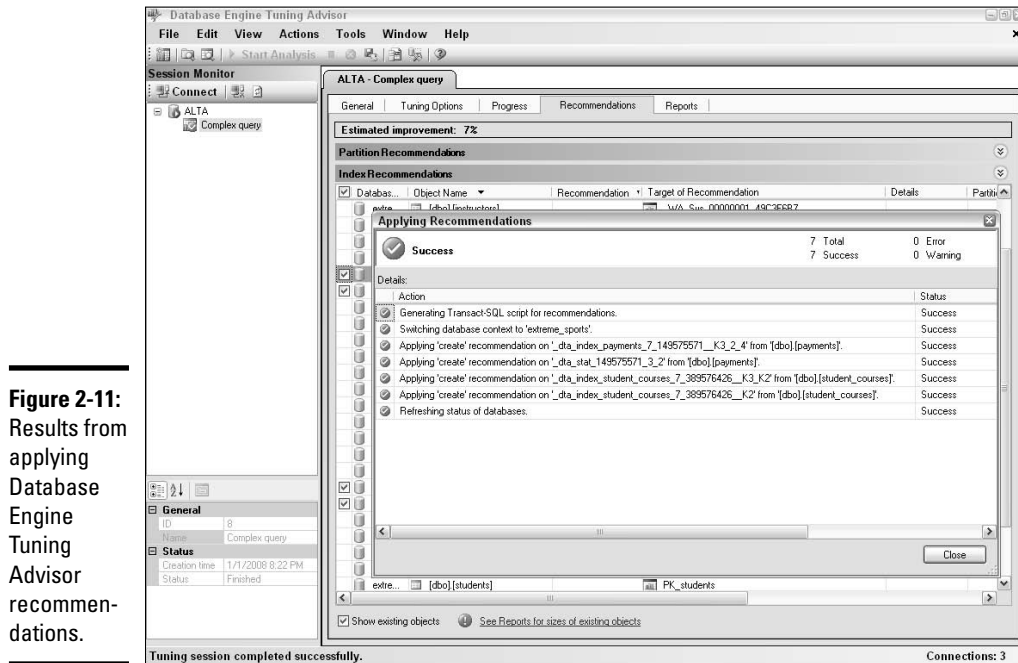 Database Engine Tuning Advisor
File Edit View Actions Tools Window Help
Start Analysis
Session Monitor
Connect
ALTA
Complex query
ALTA - Complex query
General Tuning Options Progress Recommendations Reports
Estimated improvement: 7%
Partition Recommendations
Index Recommendations
Databas... Object Name Recommendation Target of Recommendation Details Partiti
extre... [dbo].[instructors]
Applying Recommendations
Success
7 Total 0 Error
7 Success 0 Warning
Details:
Action Status
Generating Transact-SQL script for recommendations. Success
Switching database context to 'extreme_sports'. Success
Applying 'create' recommendation on '_dta_index_payments_7_149575571__K3_2_4' from '[dbo].[payments]'. Success
Applying 'create' recommendation on '_dta_stat_149575571_3_2' from '[dbo].[payments]'. Success
Applying 'create' recommendation on '_dta_index_student_courses_7_389576426__K3_K2' from '[dbo].[student_courses]'. Success
Applying 'create' recommendation on '_dta_index_student_courses_7_389576426__K2' from '[dbo].[student_courses]'. Success
Refreshing status of databases. Success
Close
extre... [dbo].[students] PK_students
Show existing objects See Reports for sizes of existing objects
General
ID 8
Name Complex query
Status
Creation time 1/1/2008 8:22 PM
Status Finished
Tuning session completed successfully. Connections: 3
Figure 2-11:
Results from
applying
Database
Engine
Tuning
Advisor
recommen-
dations.